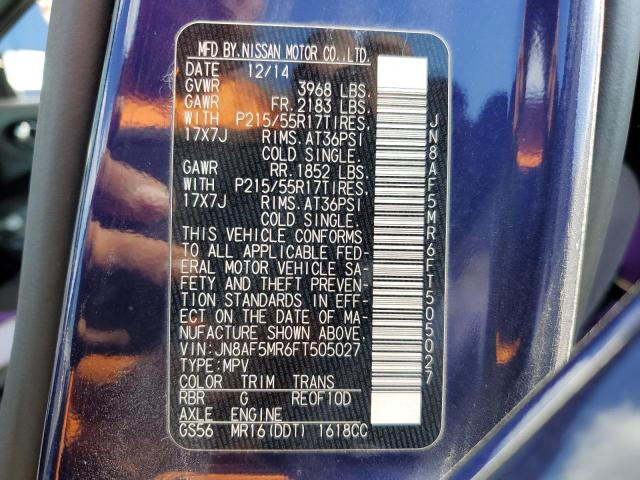 MFD BY.NISSAN MOTOR CO.,LTD.
DATE 12/14
GVWR 3968 LBS.
GAWR FR.2183 LBS.
WITH P215/55R17TIRES,
17X7J RIMS.AT36PSI
COLD SINGLE.
GAWR RR.1852 LBS.
WITH P215/55R17TIRES,
17X7J RIMS.AT36PSI
COLD SINGLE.
THIS VEHICLE CONFORMS
TO ALL APPLICABLE FED-
ERAL MOTOR VEHICLE SA-
FETY AND THEFT PREVEN-
TION STANDARDS IN EFF-
ECT ON THE DATE OF MA-
NUFACTURE SHOWN ABOVE.
VIN:JN8AF5MR6FT505027
TYPE:MPV
COLOR TRIM TRANS
RBR G RE0F10D
AXLE ENGINE
GS56 MR16(DDT) 1618CC
JN8AF5MR6FT505027